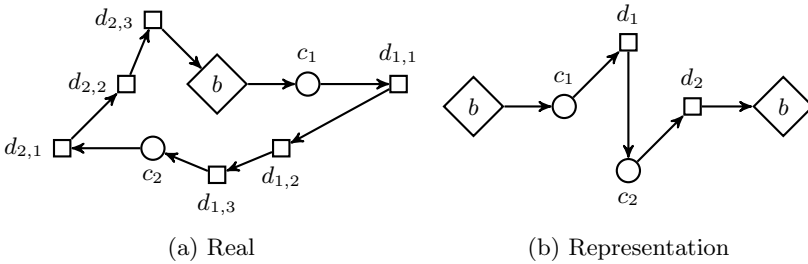 d_{2,3}
b
c_1
d_{1,1}
d_{2,2}
d_{2,1}
c_2
d_{1,3}
d_{1,2}
(a) Real
b
c_1
d_1
d_2
b
c_2
(b) Representation